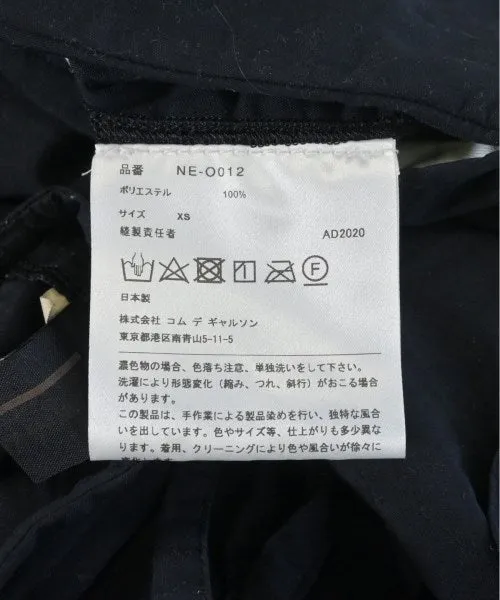 品番 NE-O012
ポリエステル 100%
サイズ XS
縫製責任者 AD2020
F
日本製
株式会社 コム デ ギャルソン
東京都港区南青山5-11-5
濃色物の場合、色落ち注意、単独洗いをして下さい。
洗濯により形態変化（縮み、つれ、斜行）がおこる場合
があります。
この製品は、手作業による製品染めを行い、独特な風合
いを出しています。色やサイズ等、仕上がりも多少異な
ります。着用、クリーニングにより色や風合いが徐々に
変化します。